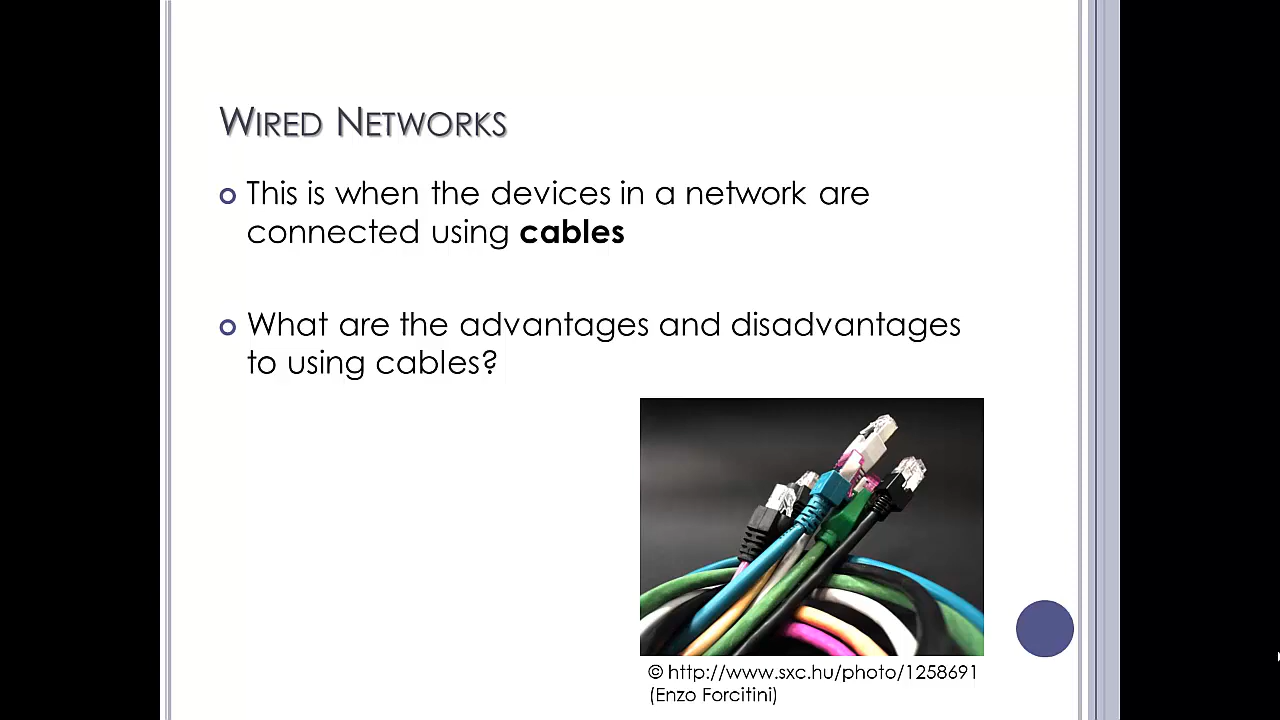 Wired Networks
This is when the devices in a network are
connected using cables
What are the advantages and disadvantages
to using cables?
© http://www.sxc.hu/photo/1258691
(Enzo Forcitini)